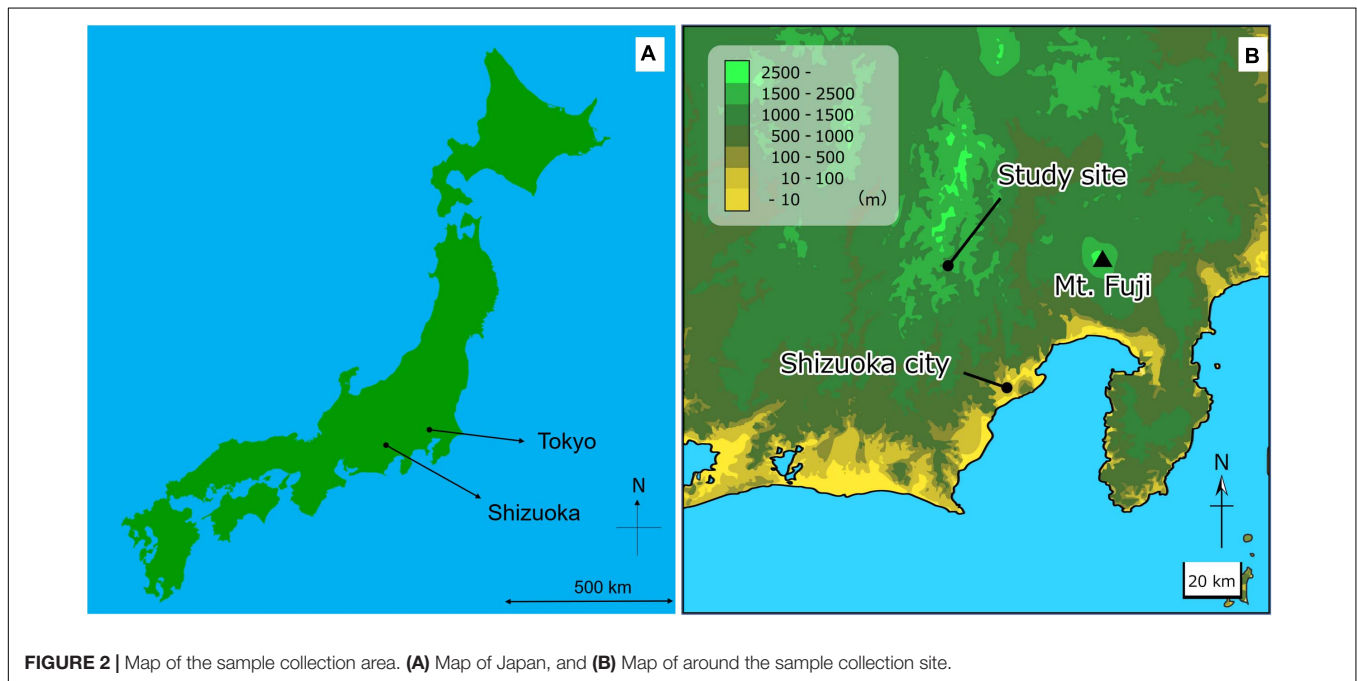 A
Tokyo
Shizuoka
N
500 km
B
2500 -
1500 - 2500
1000 - 1500
500 - 1000
100 - 500
10 - 100
- 10 (m)
Study site
Mt. Fuji
Shizuoka city
N
20 km
FIGURE 2 | Map of the sample collection area. (A) Map of Japan, and (B) Map of around the sample collection site.